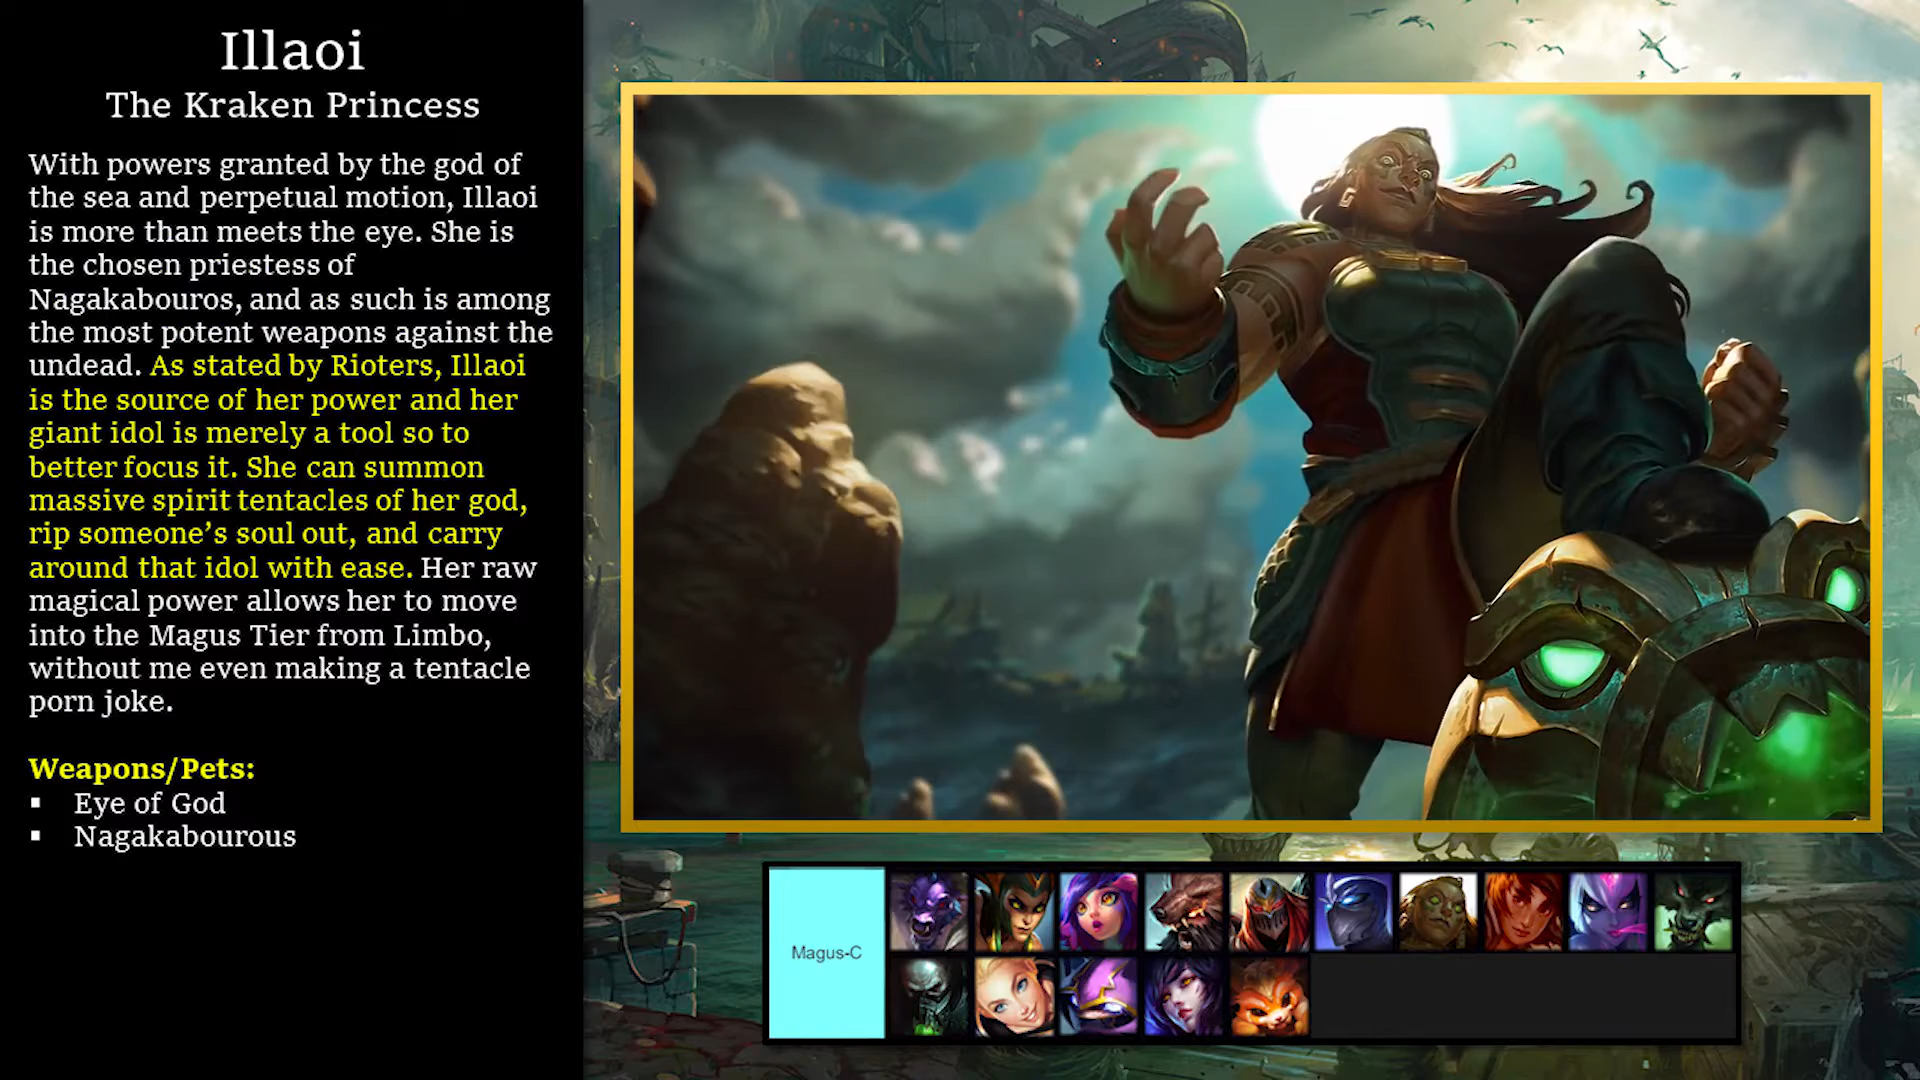 Illaoi
The Kraken Princess
With powers granted by the god of
the sea and perpetual motion, Illaoi
is more than meets the eye. She is
the chosen priestess of
Nagakabouros, and as such is among
the most potent weapons against the
undead. As stated by Rioters, Illaoi
is the source of her power and her
giant idol is merely a tool so to
better focus it. She can summon
massive spirit tentacles of her god,
rip someone’s soul out, and carry
around that idol with ease. Her raw
magical power allows her to move
into the Magus Tier from Limbo,
without me even making a tentacle
porn joke.
Weapons/Pets:
▪ Eye of God
▪ Nagakabourous
Magus-C